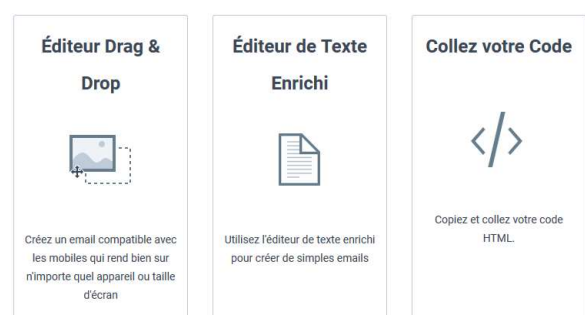 Éditeur Drag &
Drop
Créez un email compatible avec
les mobiles qui rend bien sur
n'importe quel appareil ou taille
d'écran
Éditeur de Texte
Enrichi
Utilisez l'éditeur de texte enrichi
pour créer de simples emails
Collez votre Code
</>
Copiez et collez votre code
HTML.